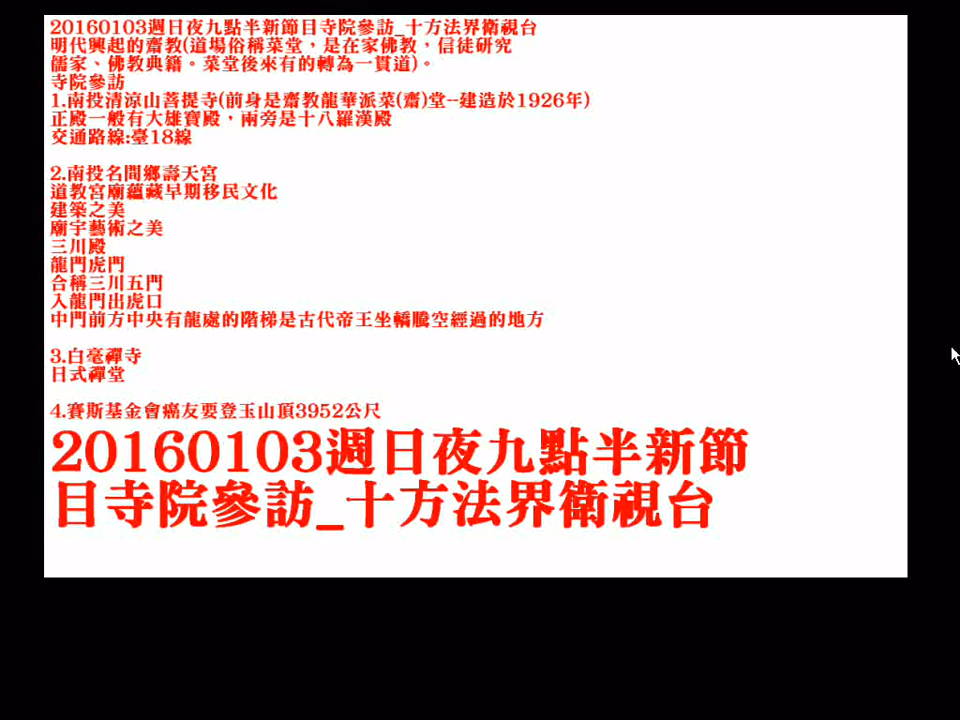 20160103週日夜九點半新節目寺院參訪_十方法界衛視台
明代興起的齋教(道場俗稱菜堂，是在家佛教，信徒研究
儒家、佛教典籍。菜堂後來有的轉為一貫道)。
寺院參訪
1.南投清涼山菩提寺(前身是齋教龍華派菜(齋)堂--建造於1926年)
正殿一般有大雄寶殿，兩旁是十八羅漢殿
交通路線:臺18線
2.南投名間鄉壽天宮
道教宮廟蘊藏早期移民文化
建築之美
廟宇藝術之美
三川殿
龍門虎門
合稱三川五門
入龍門出虎口
中門前方中央有龍處的階梯是古代帝王坐轎騰空經過的地方
3.白毫禪寺
日式禪堂
4.賽斯基金會癌友要登玉山頂3952公尺
20160103週日夜九點半新節
目寺院參訪_十方法界衛視台